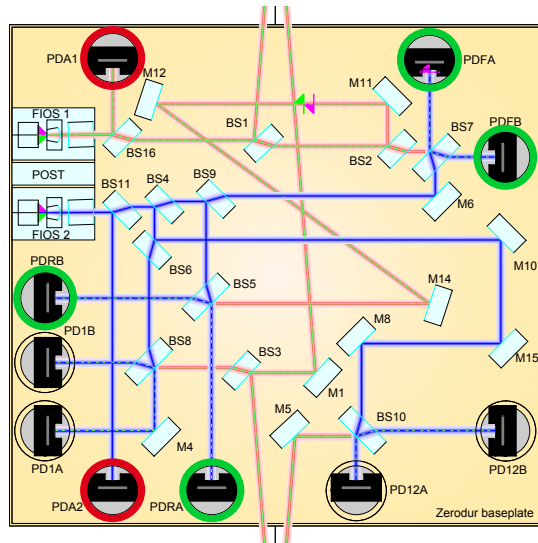 PDA1
M12
M11
PDFA
FIOS 1
BS1
BS7
PDFB
BS16
BS2
POST
BS11
BS4
BS9
M6
FIOS 2
M10
PDRB
BS6
BS5
M14
PD1B
M8
BS8
BS3
M15
M1
M5
BS10
PD1A
M4
PD12B
PDA2
PDRA
PD12A
Zerodur baseplate